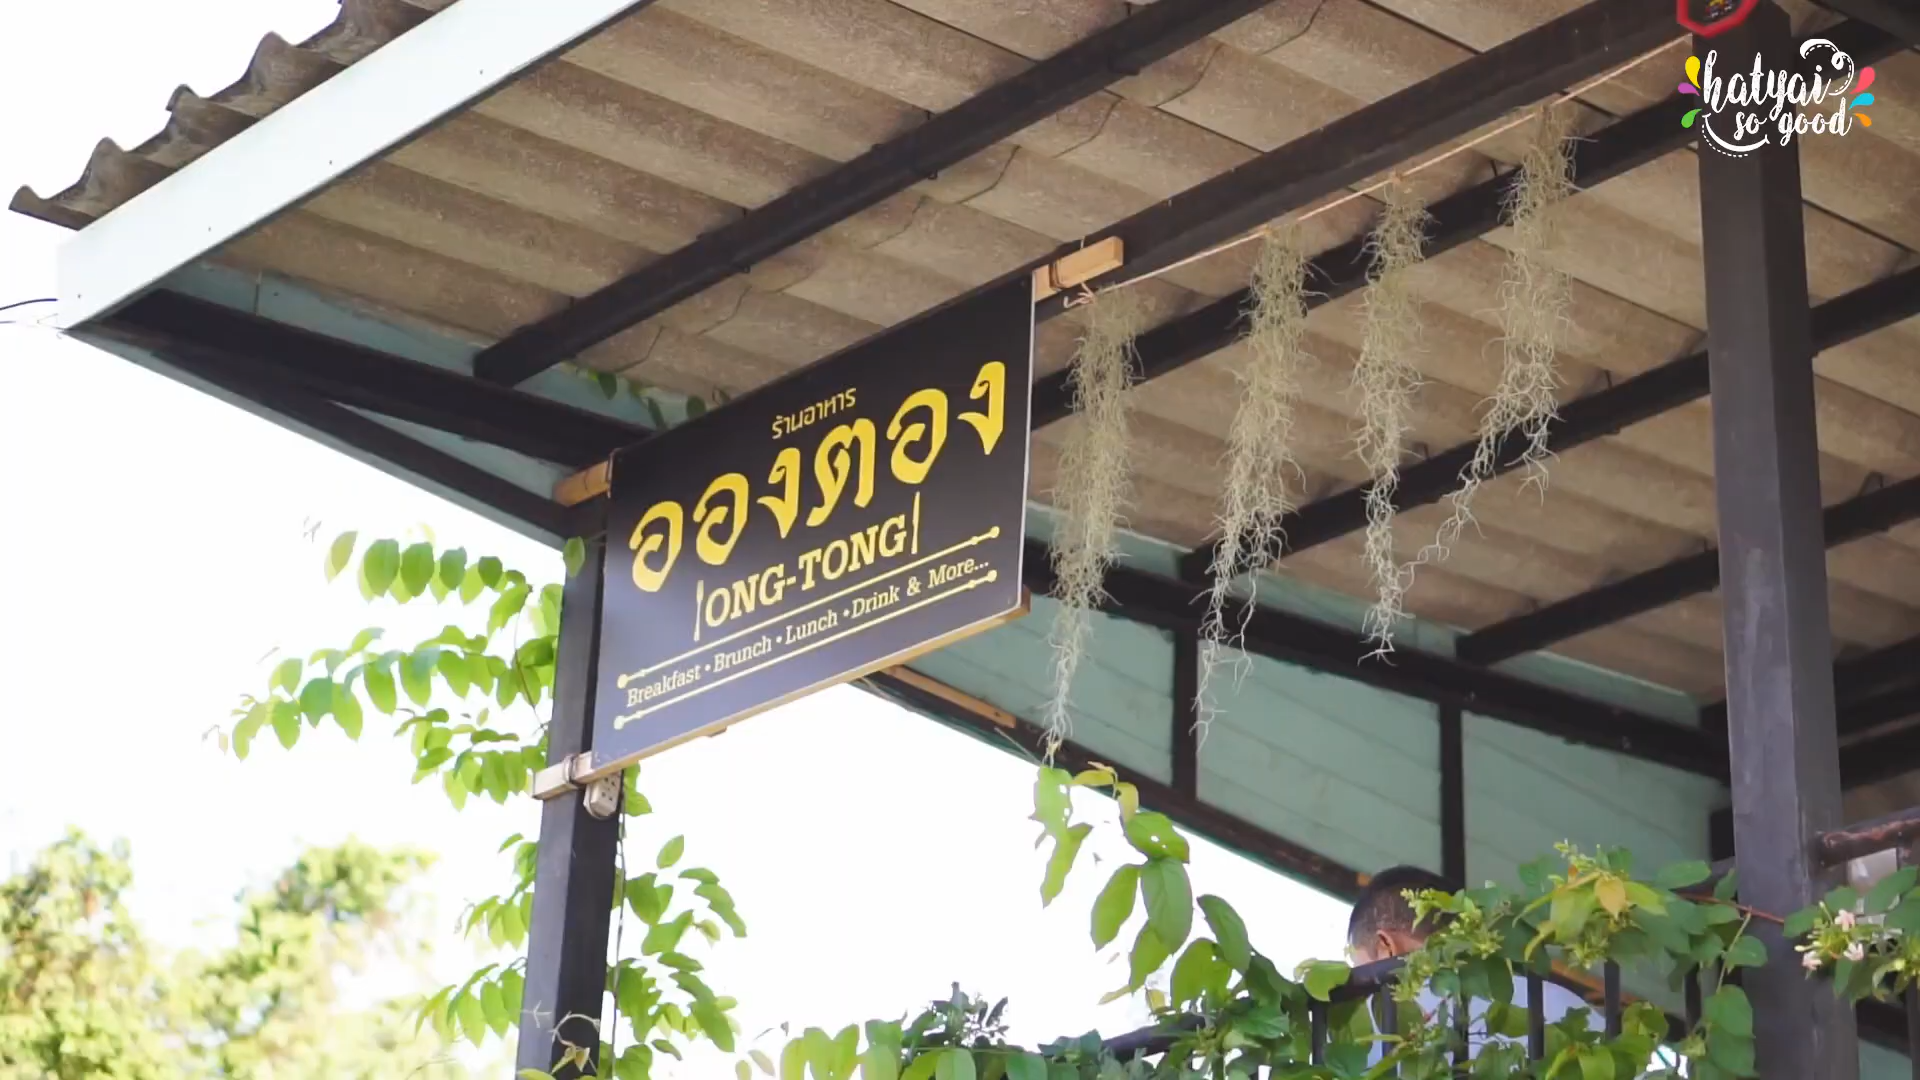 hatyai
so good
ร้านอาหาร
อองตอง
ONG-TONG
Breakfast • Brunch • Lunch • Drink & More...